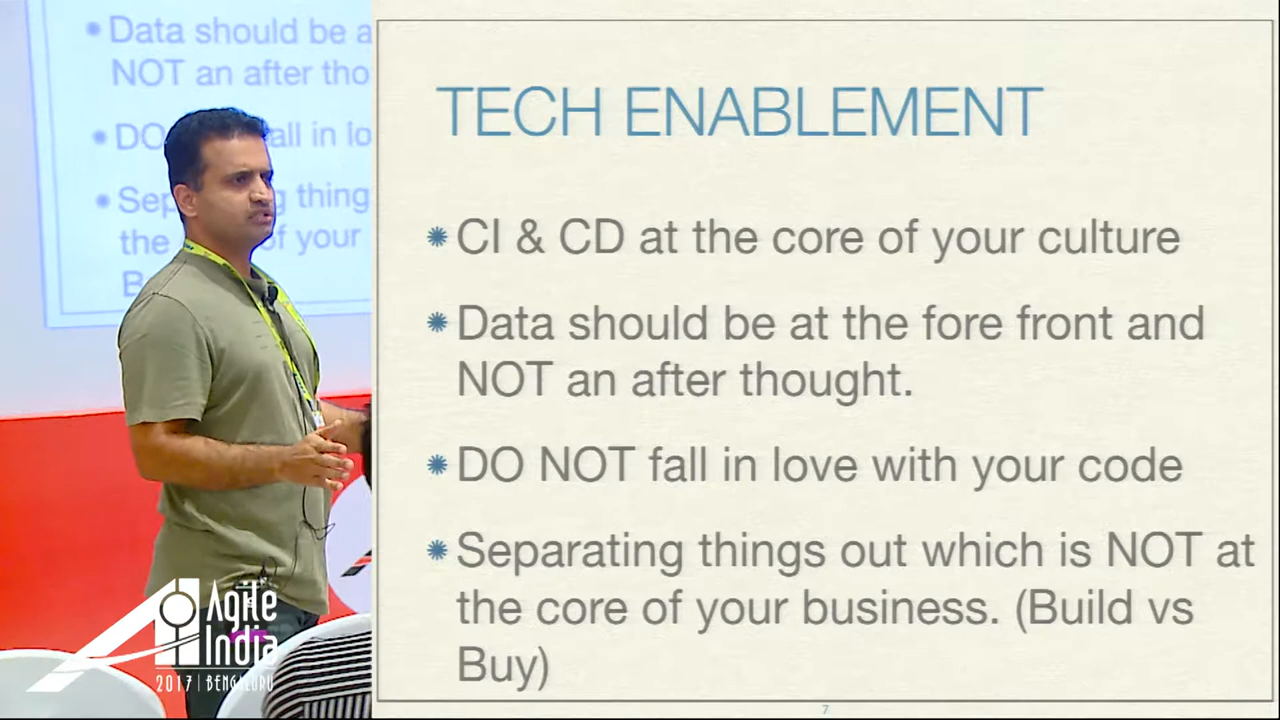 Data should be a
NOT an after tho
DO
all in lo
Sep
g thing
the
of your
B
TECH ENABLEMENT
CI & CD at the core of your culture
Data should be at the fore front and
NOT an after thought.
DO NOT fall in love with your code
Separating things out which is NOT at
the core of your business. (Build vs
Buy)
7
Agile
India
2017 | BENGALURU